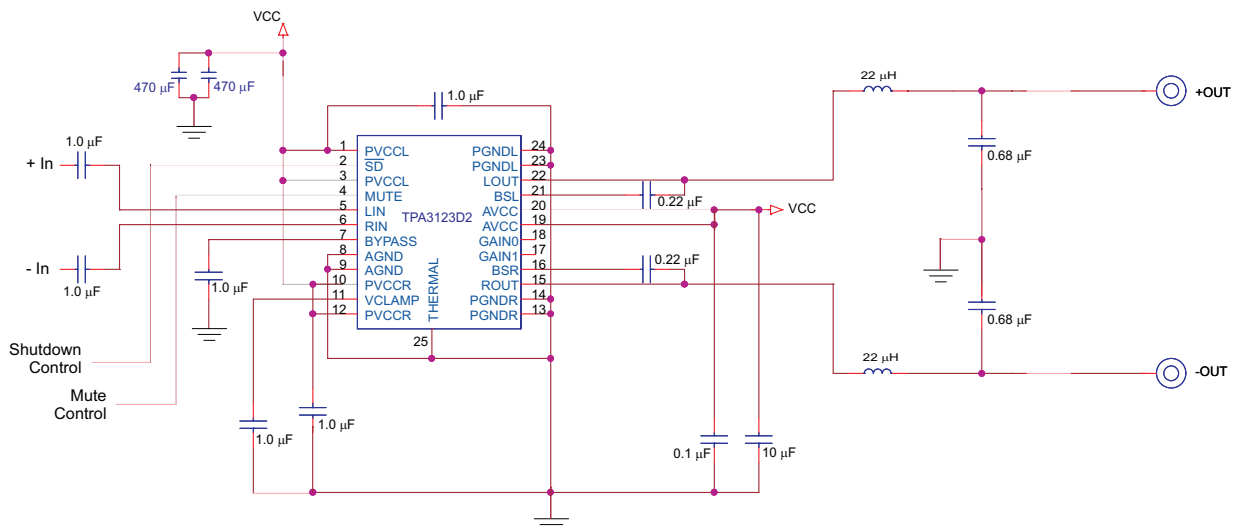 VCC
470 µF
470 µF
1.0 µF
22 µH
+OUT
1.0 µF
+ In
0.68 µF
1 PVCCL
2 SD
3 PVCCL
4 MUTE
5 LIN
6 RIN
7 BYPASS
8 AGND
9 AGND
10 PVCCR
11 VCLAMP
12 PVCCR
TPA3123D2
THERMAL
25
PGNDL 24
PGNDL 23
LOUT 22
BSL 21
AVCC 20
AVCC 19
GAIN0 18
GAIN1 17
BSR 16
ROUT 15
PGNDR 14
PGNDR 13
0.22 µF
VCC
0.22 µF
- In
1.0 µF
1.0 µF
0.68 µF
Shutdown
Control
22 µH
-OUT
Mute
Control
1.0 µF
1.0 µF
0.1 µF
10 µF